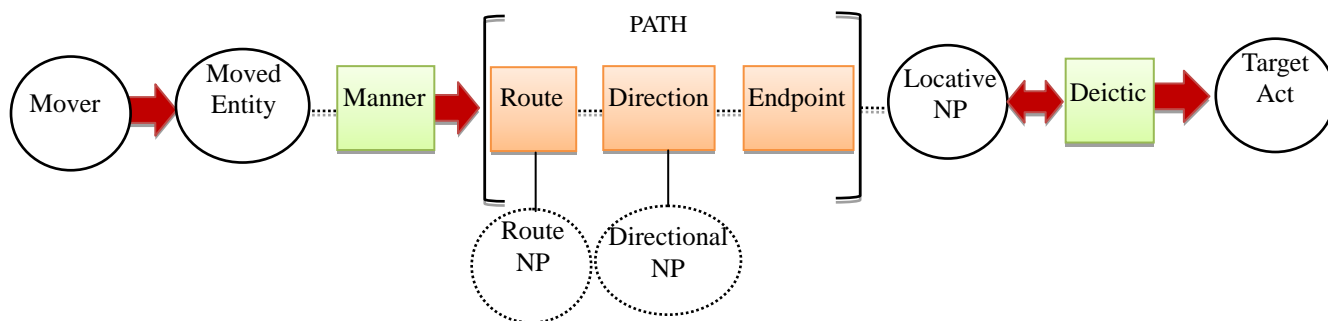 PATH
Mover
Moved
Entity
Manner
Route
Direction
Endpoint
Locative
NP
Deictic
Target
Act
Route
NP
Directional
NP